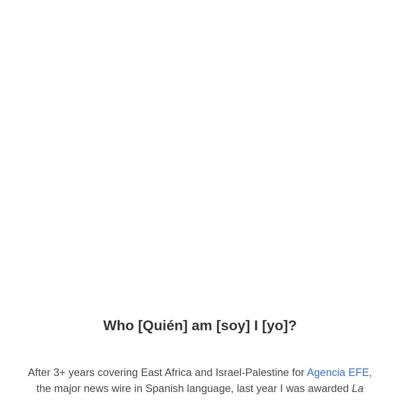 Who [Quién] am [soy] I [yo]?
After 3+ years covering East Africa and Israel-Palestine for Agencia EFE,
the major news wire in Spanish language, last year I was awarded La